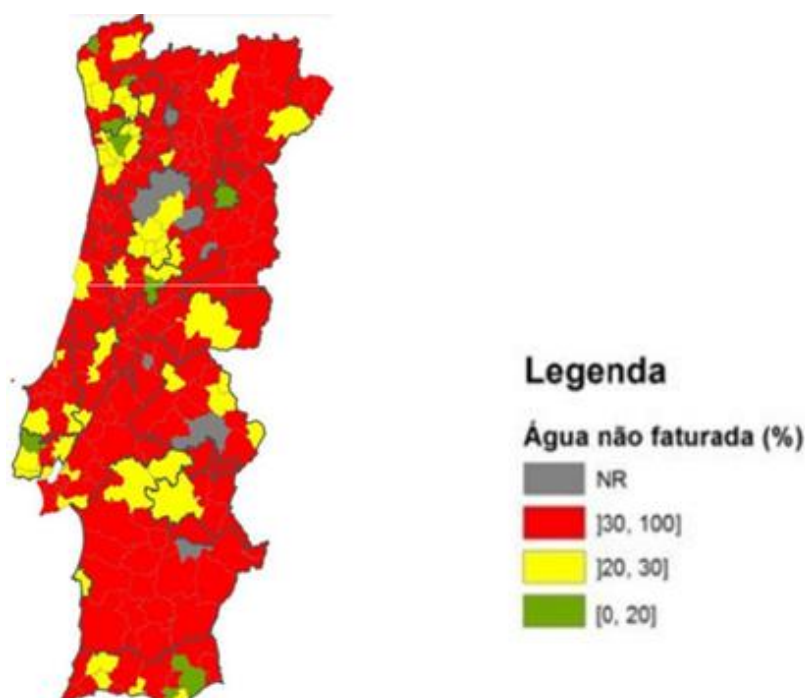 Legenda
Água não faturada (%)
NR
]30, 100]
]20, 30]
[0, 20]